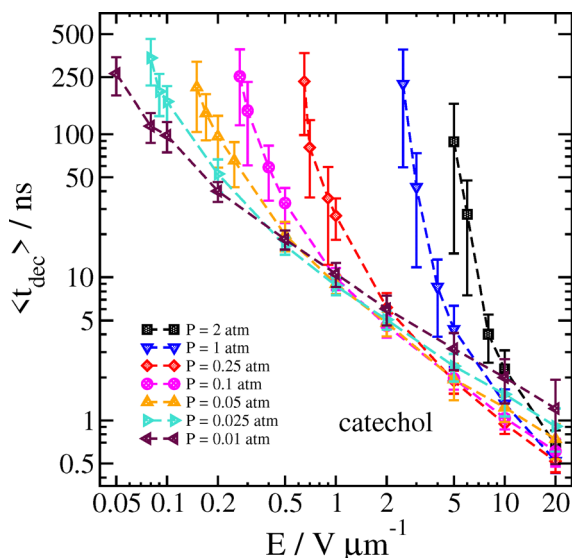 500
250
100
50
10
5
1
0.5
<t_dec> / ns
P = 2 atm
P = 1 atm
P = 0.25 atm
P = 0.1 atm
P = 0.05 atm
P = 0.025 atm
P = 0.01 atm
catechol
0.05 0.1 0.2 0.5 1 2 5 10 20
E / V μm⁻¹